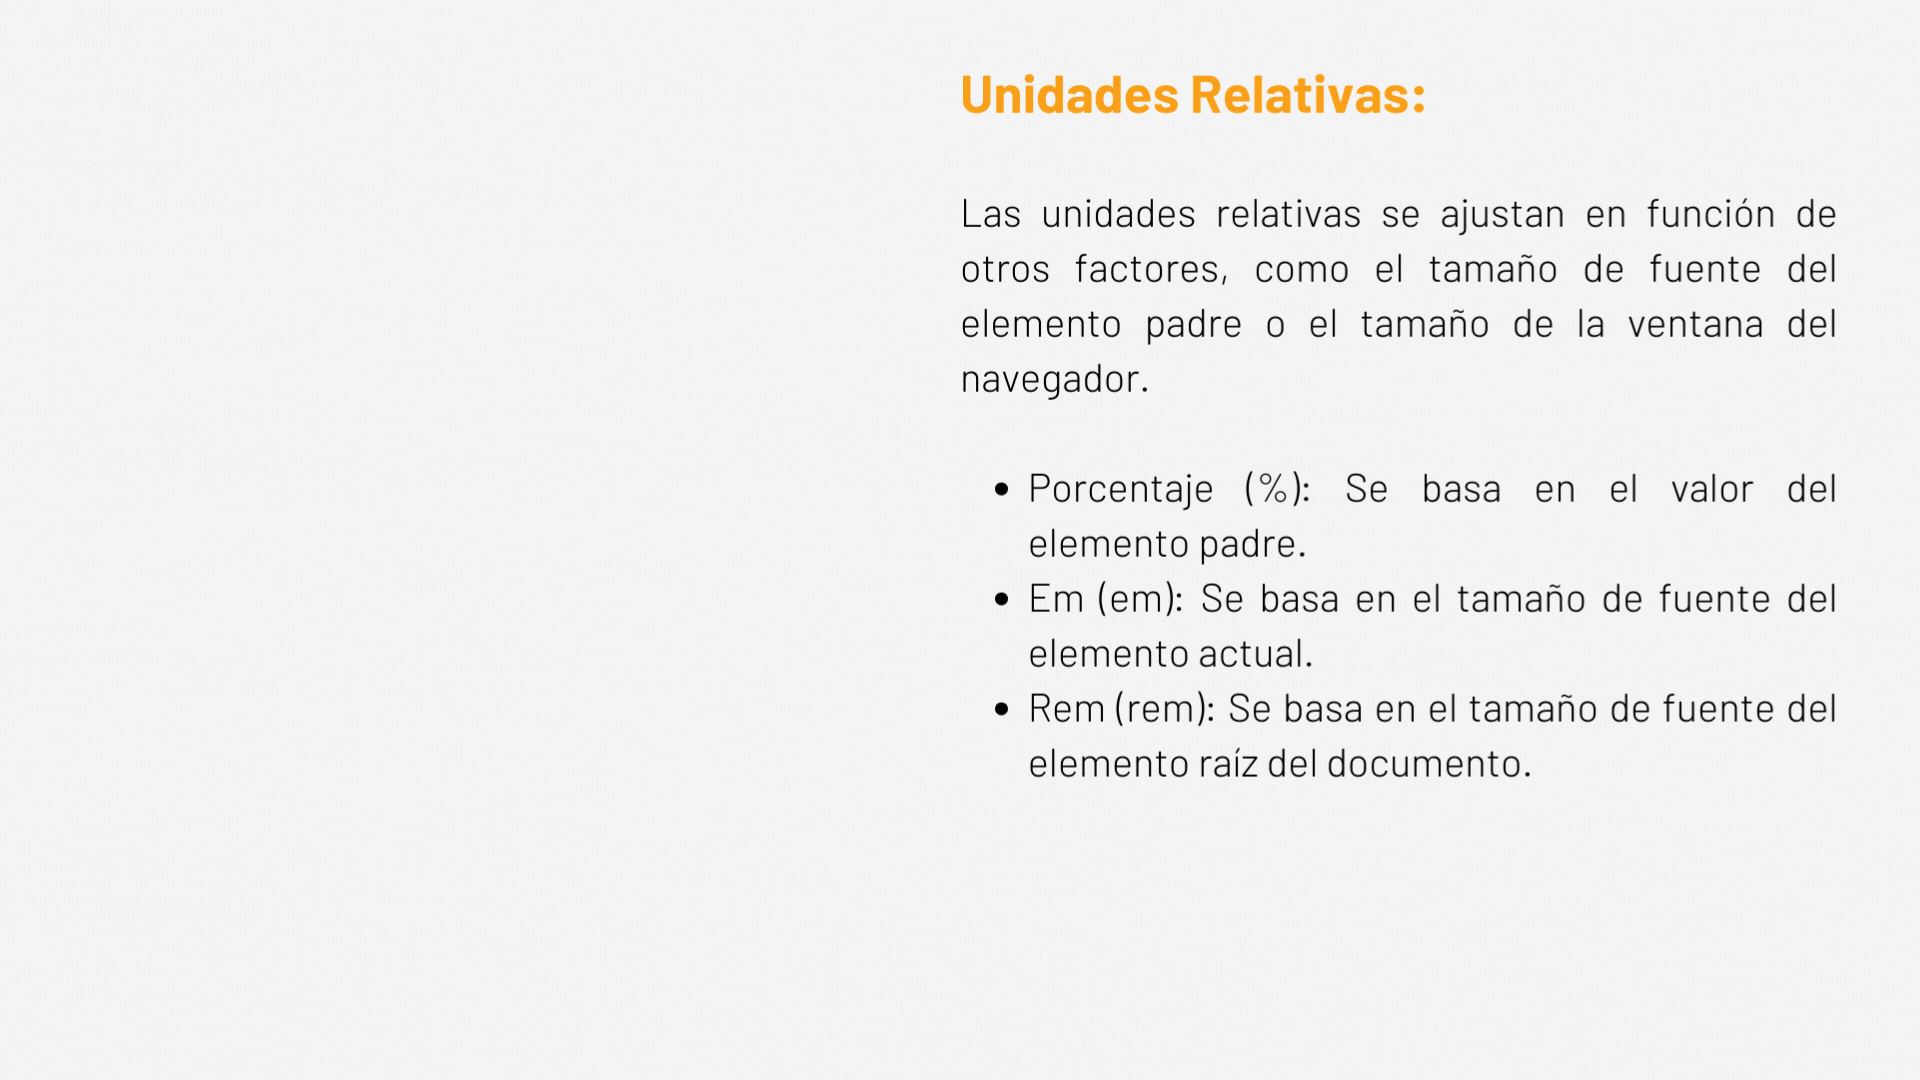 Unidades Relativas:
Las unidades relativas se ajustan en función de
otros factores, como el tamaño de fuente del
elemento padre o el tamaño de la ventana del
navegador.
• Porcentaje (%): Se basa en el valor del
elemento padre.
• Em (em): Se basa en el tamaño de fuente del
elemento actual.
• Rem (rem): Se basa en el tamaño de fuente del
elemento raíz del documento.